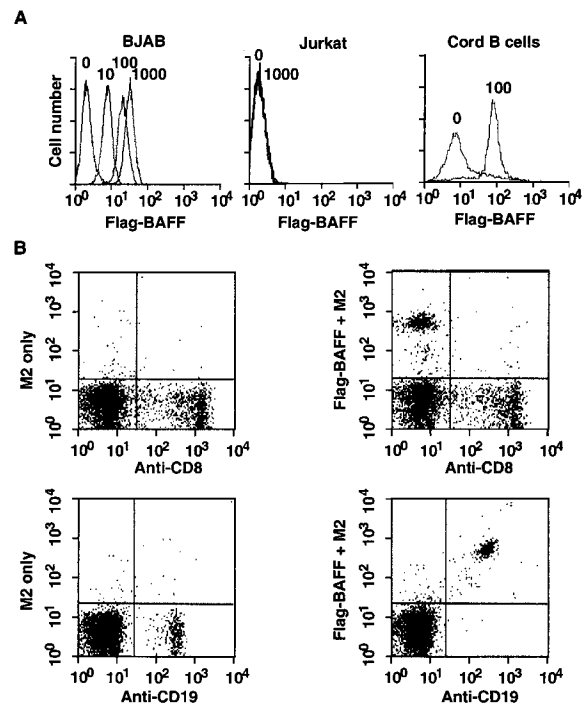 A
BJAB
Jurkat
Cord B cells
0 10 100 1000
0 1000
0 100
Cell number
10⁰ 10¹ 10² 10³ 10⁴
10⁰ 10¹ 10² 10³ 10⁴
10⁰ 10¹ 10² 10³ 10⁴
Flag-BAFF
Flag-BAFF
Flag-BAFF
B
M2 only
10⁴
10³
10²
10¹
10⁰
10⁰ 10¹ 10² 10³ 10⁴
Anti-CD8
Flag-BAFF + M2
10⁴
10³
10²
10¹
10⁰
10⁰ 10¹ 10² 10³ 10⁴
Anti-CD8
M2 only
10⁴
10³
10²
10¹
10⁰
10⁰ 10¹ 10² 10³ 10⁴
Anti-CD19
Flag-BAFF + M2
10⁴
10³
10²
10¹
10⁰
10⁰ 10¹ 10² 10³ 10⁴
Anti-CD19